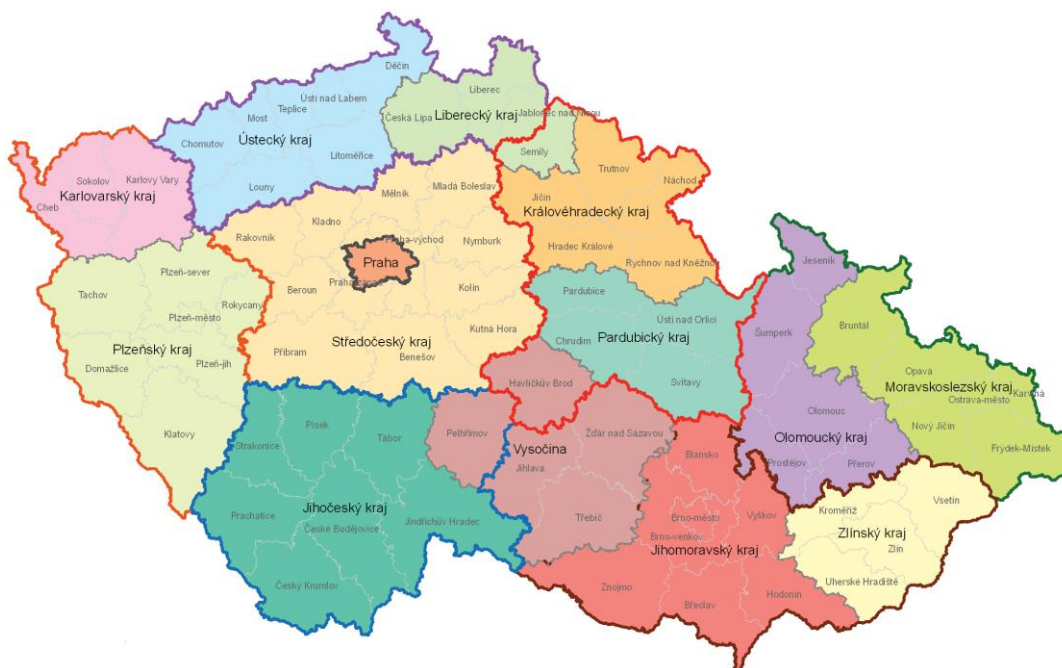 Děčín
Ústí nad Labem
Teplice
Most
Ústecký kraj
Chomutov
Litoměřice
Louny
Liberec
Česká Lípa
Liberecký kraj
Jablonec nad Nisou
Semily
Sokolov
Karlovy Vary
Karlovarský kraj
Cheb
Trutnov
Náchod
Jičín
Královéhradecký kraj
Hradec Králové
Rychnov nad Kněžnou
Mělník
Mladá Boleslav
Kladno
Rakovník
Praha-východ
Nymburk
Praha
Praha-západ
Beroun
Kolín
Kutná Hora
Středočeský kraj
Příbram
Benešov
Plzeň-sever
Tachov
Rokycany
Plzeň-město
Plzeňský kraj
Domažlice
Plzeň-jih
Klatovy
Pardubice
Ústí nad Orlicí
Chrudim
Pardubický kraj
Svitavy
Jeseník
Šumperk
Olomouc
Olomoucký kraj
Prostějov
Přerov
Bruntál
Opava
Moravskoslezský kraj
Karviná
Ostrava-město
Nový Jičín
Frýdek-Místek
Havlíčkův Brod
Pelhřimov
Žďár nad Sázavou
Vysočina
Jihlava
Třebíč
Písek
Tábor
Strakonice
Prachatice
Jihočeský kraj
České Budějovice
Jindřichův Hradec
Český Krumlov
Blansko
Brno-město
Vyškov
Brno-venkov
Jihomoravský kraj
Znojmo
Břeclav
Hodonín
Vsetín
Kroměříž
Zlínský kraj
Zlín
Uherské Hradiště